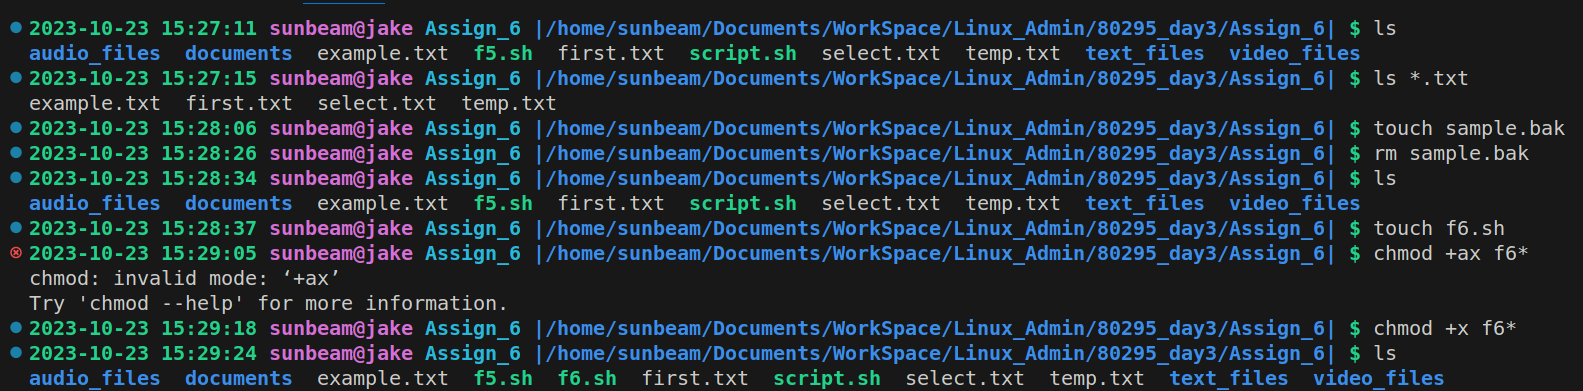 2023-10-23 15:27:11 sunbeam@jake Assign_6 |/home/sunbeam/Documents/WorkSpace/Linux_Admin/80295_day3/Assign_6| $ ls
audio_files  documents  example.txt  f5.sh  first.txt  script.sh  select.txt  temp.txt  text_files  video_files
2023-10-23 15:27:15 sunbeam@jake Assign_6 |/home/sunbeam/Documents/WorkSpace/Linux_Admin/80295_day3/Assign_6| $ ls *.txt
example.txt  first.txt  select.txt  temp.txt
2023-10-23 15:28:06 sunbeam@jake Assign_6 |/home/sunbeam/Documents/WorkSpace/Linux_Admin/80295_day3/Assign_6| $ touch sample.bak
2023-10-23 15:28:26 sunbeam@jake Assign_6 |/home/sunbeam/Documents/WorkSpace/Linux_Admin/80295_day3/Assign_6| $ rm sample.bak
2023-10-23 15:28:34 sunbeam@jake Assign_6 |/home/sunbeam/Documents/WorkSpace/Linux_Admin/80295_day3/Assign_6| $ ls
audio_files  documents  example.txt  f5.sh  first.txt  script.sh  select.txt  temp.txt  text_files  video_files
2023-10-23 15:28:37 sunbeam@jake Assign_6 |/home/sunbeam/Documents/WorkSpace/Linux_Admin/80295_day3/Assign_6| $ touch f6.sh
2023-10-23 15:29:05 sunbeam@jake Assign_6 |/home/sunbeam/Documents/WorkSpace/Linux_Admin/80295_day3/Assign_6| $ chmod +ax f6*
chmod: invalid mode: ‘+ax’
Try 'chmod --help' for more information.
2023-10-23 15:29:18 sunbeam@jake Assign_6 |/home/sunbeam/Documents/WorkSpace/Linux_Admin/80295_day3/Assign_6| $ chmod +x f6*
2023-10-23 15:29:24 sunbeam@jake Assign_6 |/home/sunbeam/Documents/WorkSpace/Linux_Admin/80295_day3/Assign_6| $ ls
audio_files  documents  example.txt  f5.sh  f6.sh  first.txt  script.sh  select.txt  temp.txt  text_files  video_files